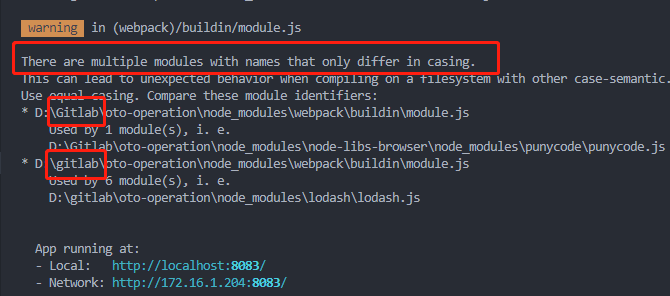 warning in (webpack)/buildin/module.js
There are multiple modules with names that only differ in casing.
This can lead to unexpected behavior when compiling on a filesystem with other case-semantic.
Use equal casing. Compare these module identifiers:
* D:\Gitlab\oto-operation\node_modules\webpack\buildin\module.js
Used by 1 module(s), i. e.
D:\Gitlab\oto-operation\node_modules\node-libs-browser\node_modules\punycode\punycode.js
* D:\gitlab\oto-operation\node_modules\webpack\buildin\module.js
Used by 6 module(s), i. e.
D:\gitlab\oto-operation\node_modules\lodash\lodash.js
App running at:
- Local: http://localhost:8083/
- Network: http://172.16.1.204:8083/